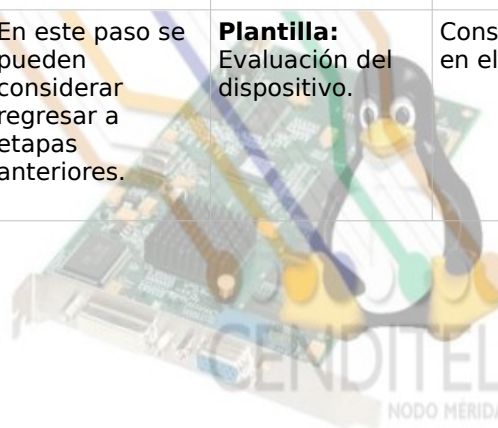 En este paso se
pueden
considerar
regresar a
etapas
anteriores.
Plantilla:
Evaluación del
dispositivo.
Cons
en el
CENDITEL
NODO MÉRIDA